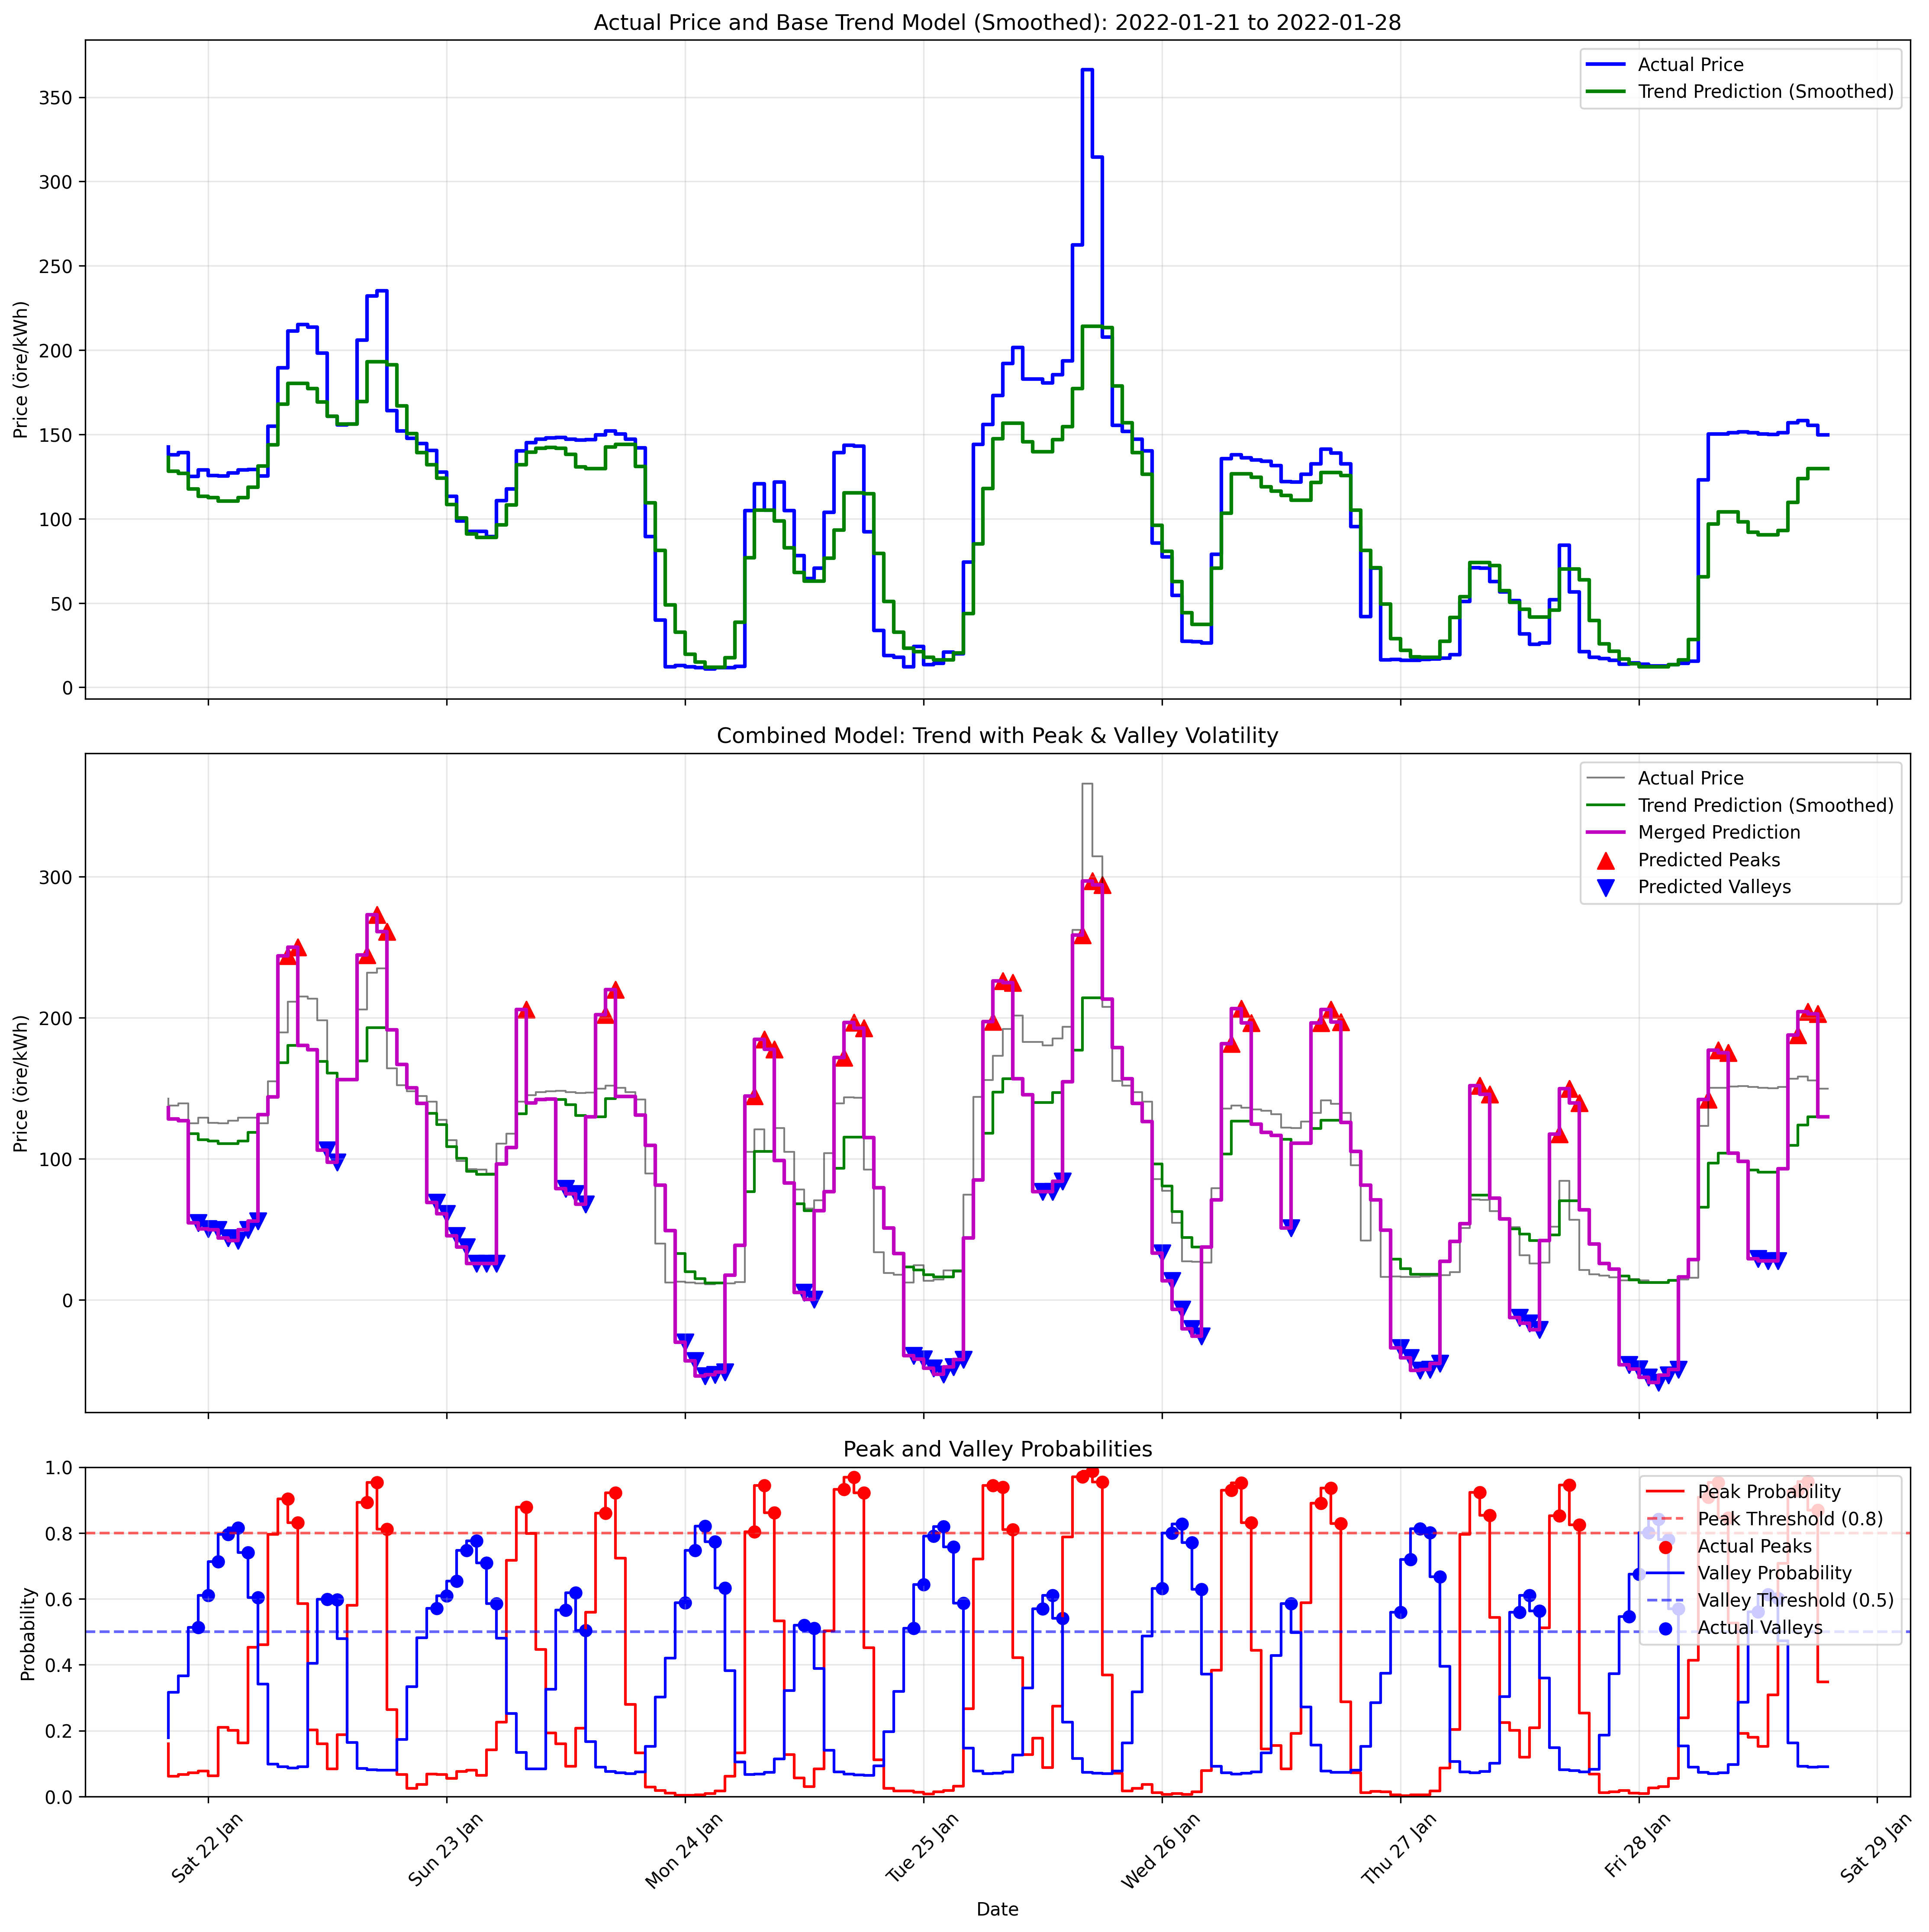 Actual Price and Base Trend Model (Smoothed): 2022-01-21 to 2022-01-28
Price (öre/kWh)
350
300
250
200
150
100
50
0
Actual Price
Trend Prediction (Smoothed)
Combined Model: Trend with Peak & Valley Volatility
Price (öre/kWh)
300
200
100
0
Actual Price
Trend Prediction (Smoothed)
Merged Prediction
Predicted Peaks
Predicted Valleys
Peak and Valley Probabilities
Probability
1.0
0.8
0.6
0.4
0.2
0.0
Peak Probability
Peak Threshold (0.8)
Actual Peaks
Valley Probability
Valley Threshold (0.5)
Actual Valleys
Sat 22 Jan
Sun 23 Jan
Mon 24 Jan
Tue 25 Jan
Wed 26 Jan
Thu 27 Jan
Fri 28 Jan
Sat 29 Jan
Date